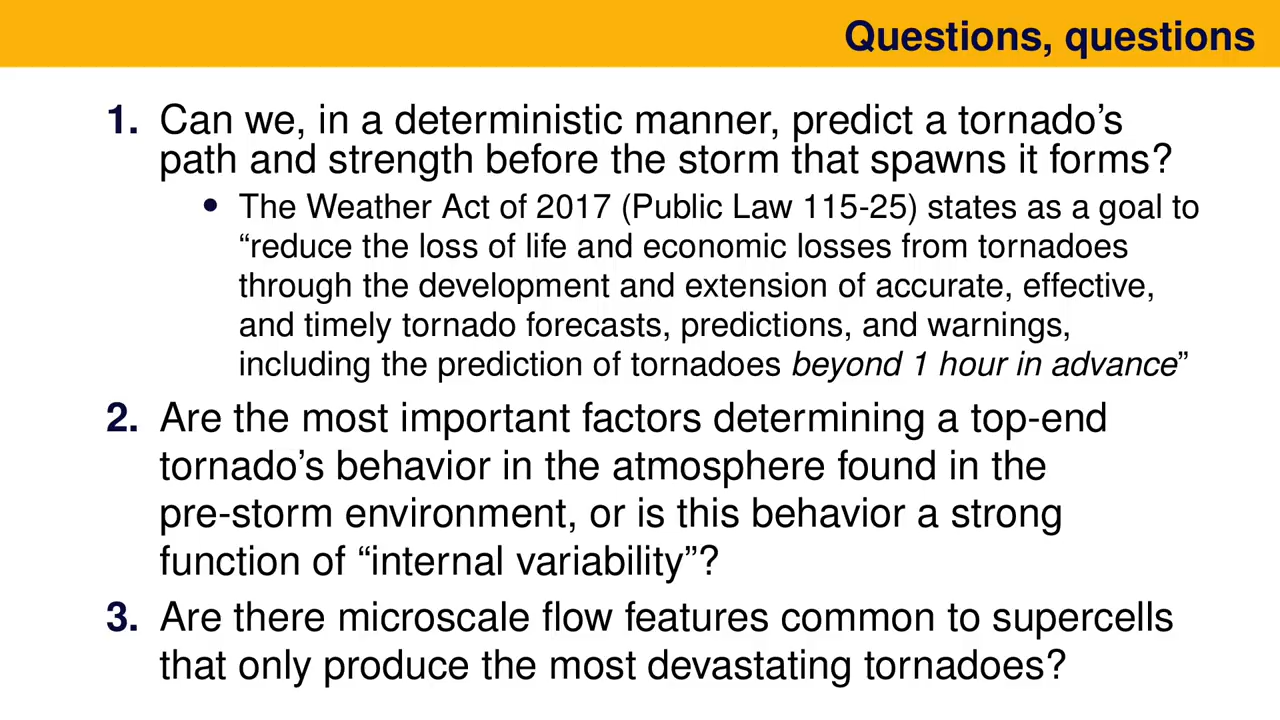 Questions, questions
1. Can we, in a deterministic manner, predict a tornado’s
path and strength before the storm that spawns it forms?
• The Weather Act of 2017 (Public Law 115-25) states as a goal to
“reduce the loss of life and economic losses from tornadoes
through the development and extension of accurate, effective,
and timely tornado forecasts, predictions, and warnings,
including the prediction of tornadoes beyond 1 hour in advance”
2. Are the most important factors determining a top-end
tornado’s behavior in the atmosphere found in the
pre-storm environment, or is this behavior a strong
function of “internal variability”?
3. Are there microscale flow features common to supercells
that only produce the most devastating tornadoes?